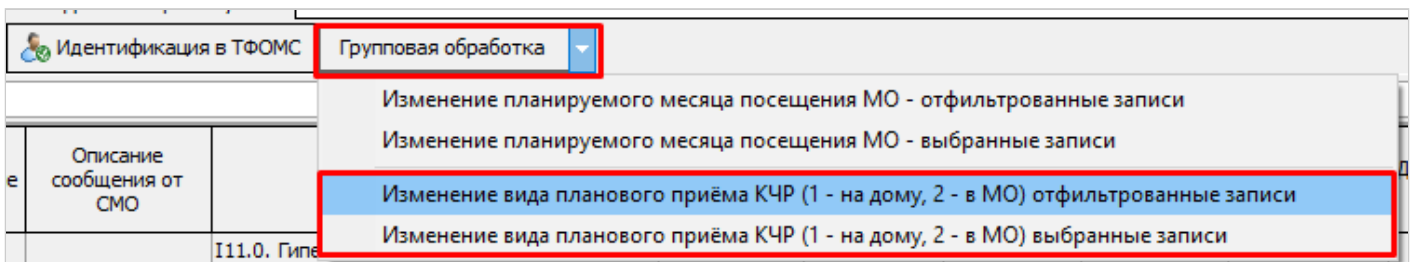 Идентификация в ТФОМС
Групповая обработка
Изменение планируемого месяца посещения МО - отфильтрованные записи
Изменение планируемого месяца посещения МО - выбранные записи
Изменение вида планового приёма КЧР (1 - на дому, 2 - в МО) отфильтрованные записи
Изменение вида планового приёма КЧР (1 - на дому, 2 - в МО) выбранные записи
е
Описание
сообщения от
СМО
I11.0. Гипе